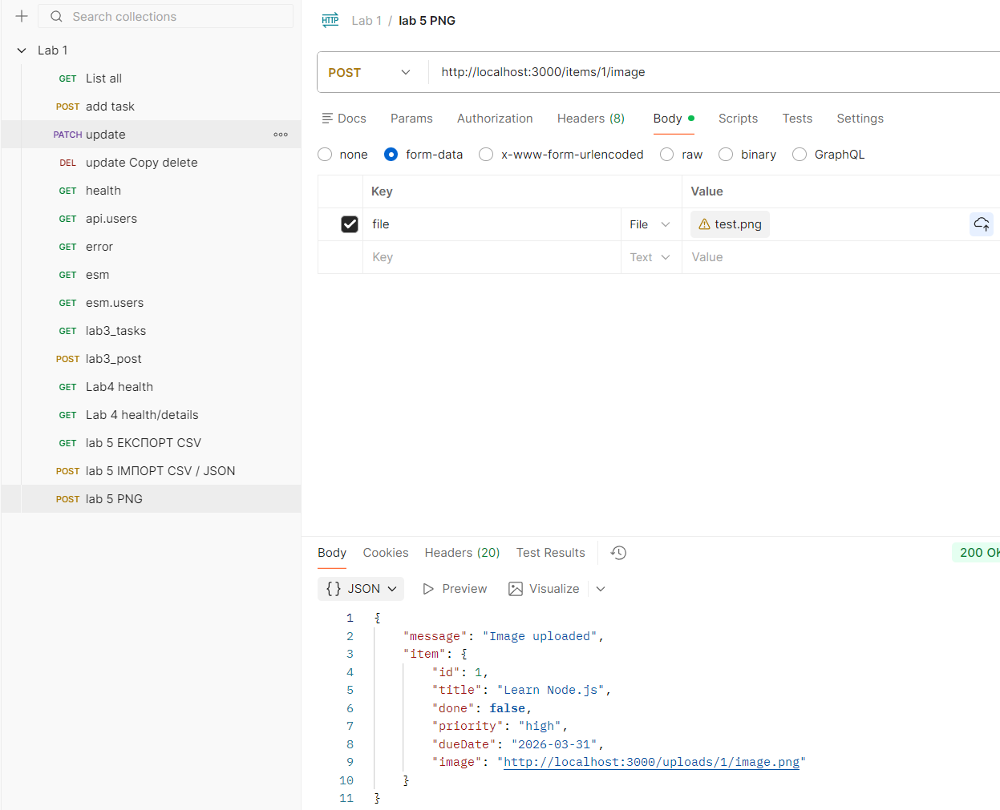 Search collections
Lab 1
GET List all
POST add task
PATCH update
DEL update Copy delete
GET health
GET api.users
GET error
GET esm
GET esm.users
GET lab3_tasks
POST lab3_post
GET Lab4 health
GET Lab 4 health/details
GET lab 5 ЕКСПОРТ CSV
POST lab 5 ІМПОРТ CSV / JSON
POST lab 5 PNG
HTTP Lab 1 / lab 5 PNG
POST http://localhost:3000/items/1/image
Docs Params Authorization Headers (8) Body Scripts Tests Settings
none form-data x-www-form-urlencoded raw binary GraphQL
Key Value
file File test.png
Key Text Value
Body Cookies Headers (20) Test Results 200 OK
{} JSON Preview Visualize
1 {
2 "message": "Image uploaded",
3 "item": {
4 "id": 1,
5 "title": "Learn Node.js",
6 "done": false,
7 "priority": "high",
8 "dueDate": "2026-03-31",
9 "image": "http://localhost:3000/uploads/1/image.png"
10 }
11 }